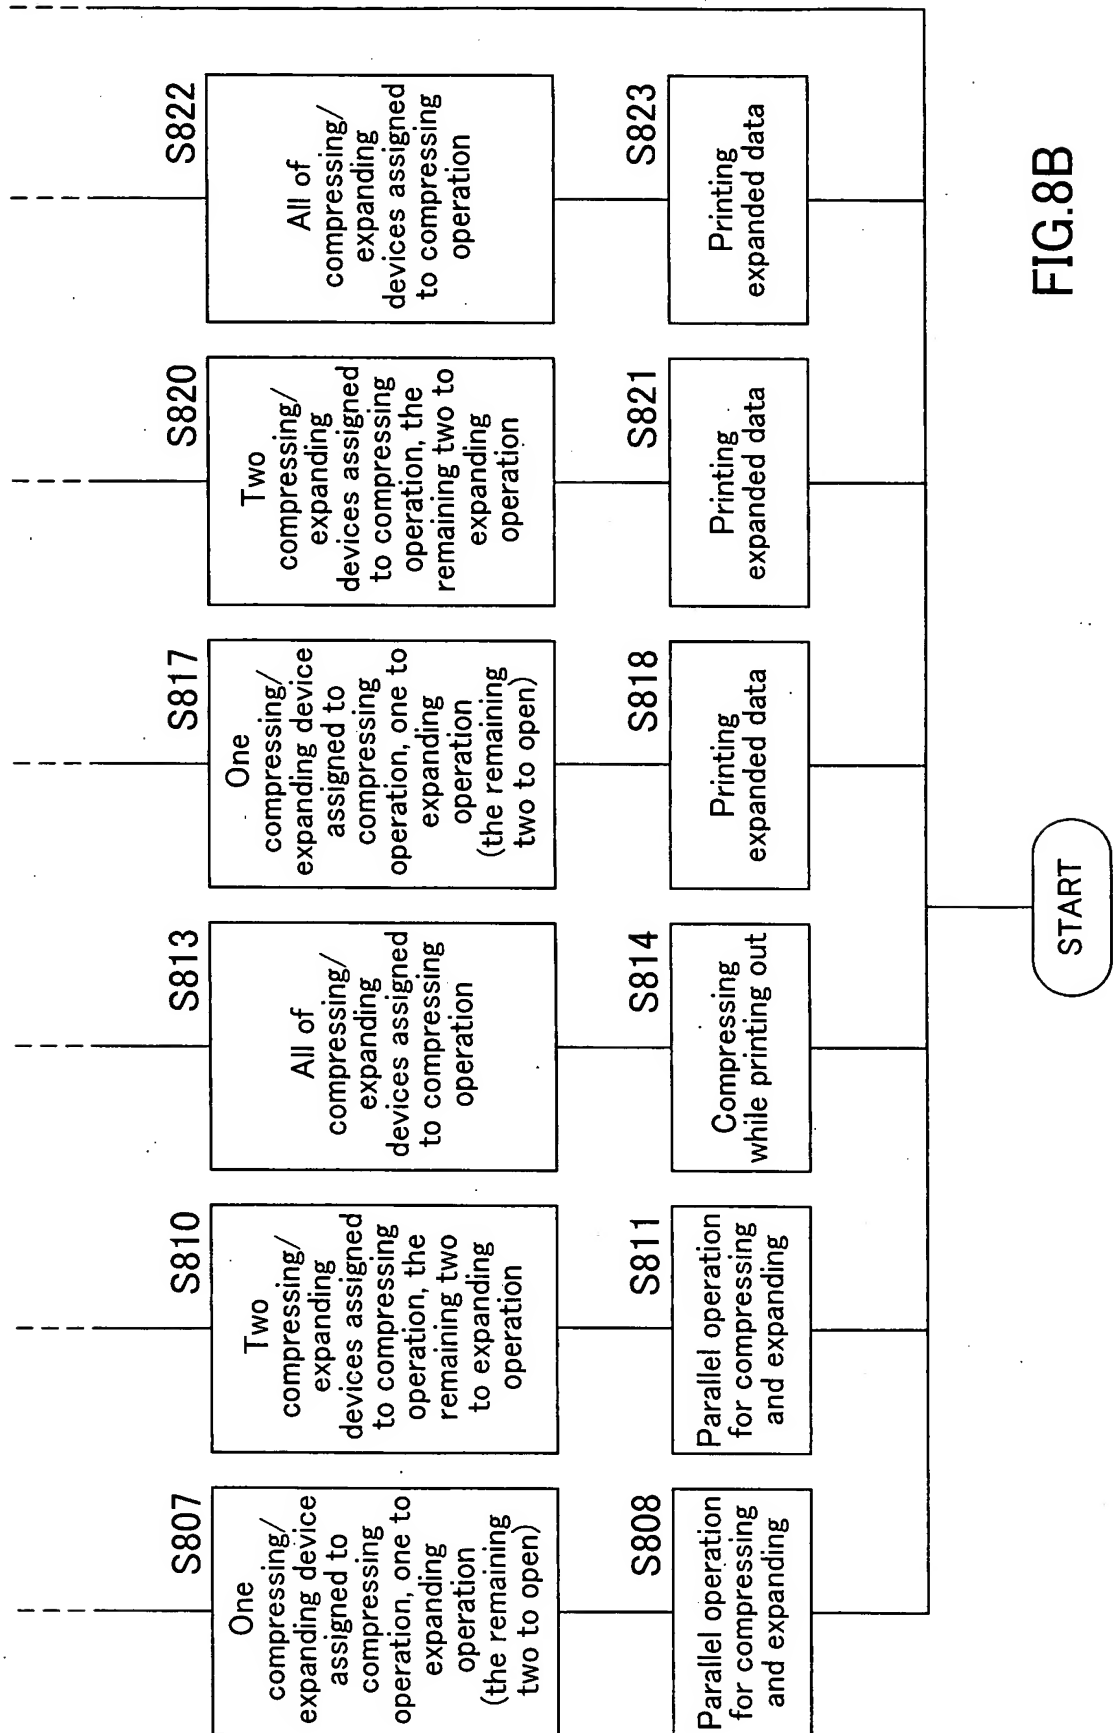 S807
One
compressing/
expanding device
assigned to
compressing
operation, one to
expanding
operation
(the remaining
two to open)
S808
Parallel operation
for compressing
and expanding
S810
Two
compressing/
expanding
devices assigned
to compressing
operation, the
remaining two
to expanding
operation
S811
Parallel operation
for compressing
and expanding
S813
All of
compressing/
expanding
devices assigned
to compressing
operation
S814
Compressing
while printing out
S817
One
compressing/
expanding device
assigned to
compressing
operation, one to
expanding
operation
(the remaining
two to open)
S818
Printing
expanded data
S820
Two
compressing/
expanding
devices assigned
to compressing
operation, the
remaining two to
expanding
operation
S821
Printing
expanded data
S822
All of
compressing/
expanding
devices assigned
to compressing
operation
S823
Printing
expanded data
START
FIG.8B